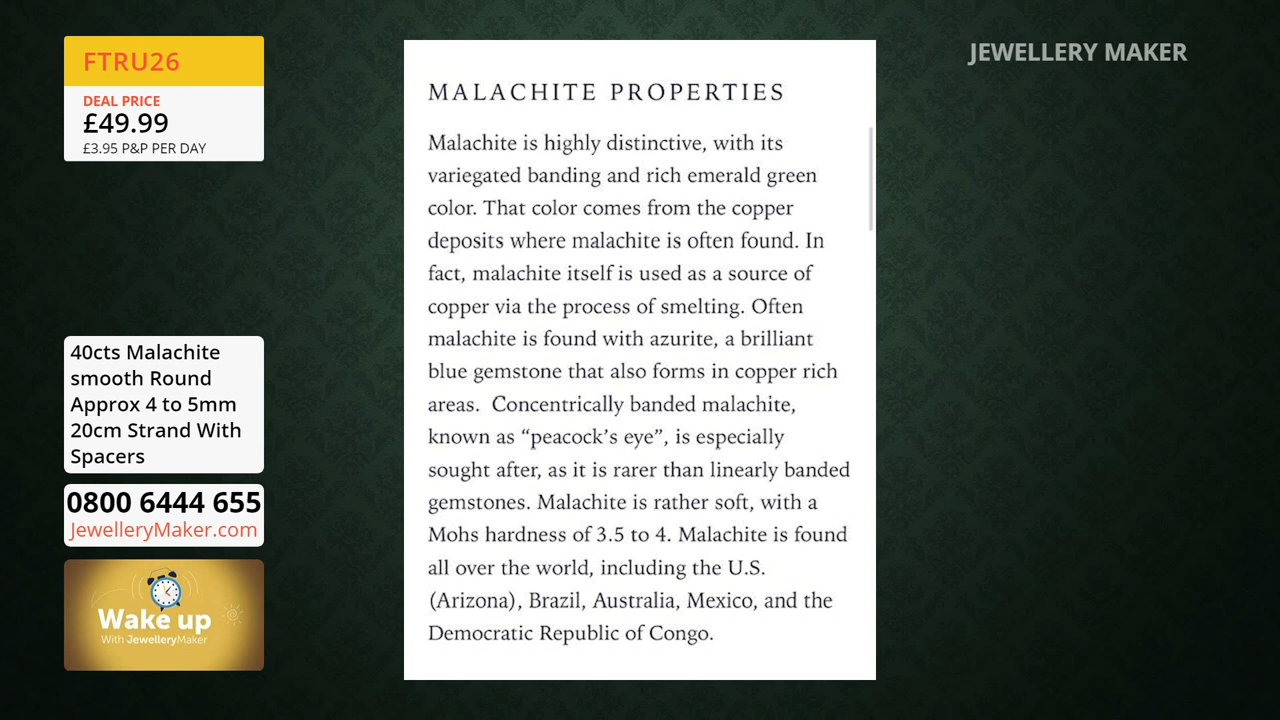 FTRU26
DEAL PRICE
£49.99
£3.95 P&P PER DAY
40cts Malachite
smooth Round
Approx 4 to 5mm
20cm Strand With
Spacers
0800 6444 655
JewelleryMaker.com
Wake up
With JewelleryMaker
MALACHITE PROPERTIES
Malachite is highly distinctive, with its
variegated banding and rich emerald green
color. That color comes from the copper
deposits where malachite is often found. In
fact, malachite itself is used as a source of
copper via the process of smelting. Often
malachite is found with azurite, a brilliant
blue gemstone that also forms in copper rich
areas.  Concentrically banded malachite,
known as “peacock’s eye”, is especially
sought after, as it is rarer than linearly banded
gemstones. Malachite is rather soft, with a
Mohs hardness of 3.5 to 4. Malachite is found
all over the world, including the U.S.
(Arizona), Brazil, Australia, Mexico, and the
Democratic Republic of Congo.
JEWELLERY MAKER